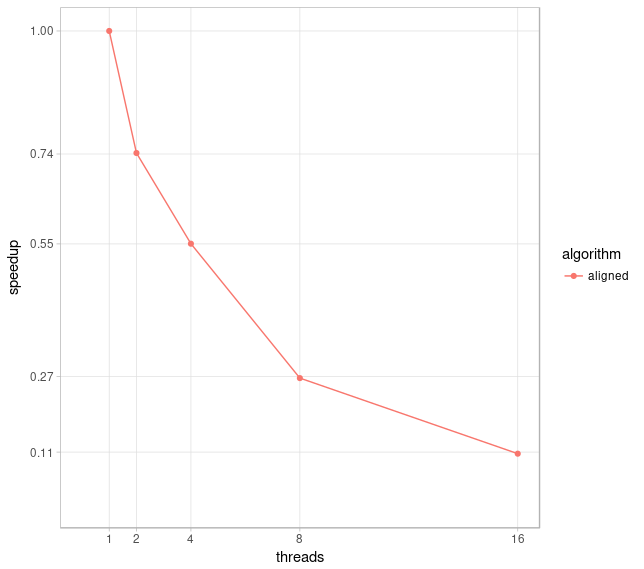 speedup
1.00
0.74
0.55
0.27
0.11
1 2 4 8 16
threads
algorithm
aligned